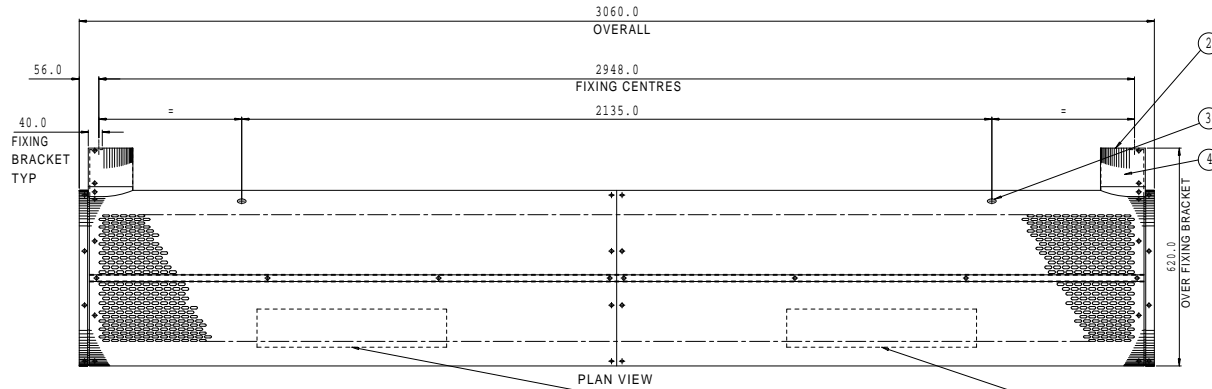 3060.0
OVERALL
2
56.0
2948.0
FIXING CENTRES
=
2135.0
=
3
40.0
FIXING
BRACKET
TYP
4
620.0
OVER FIXING BRACKET
PLAN VIEW